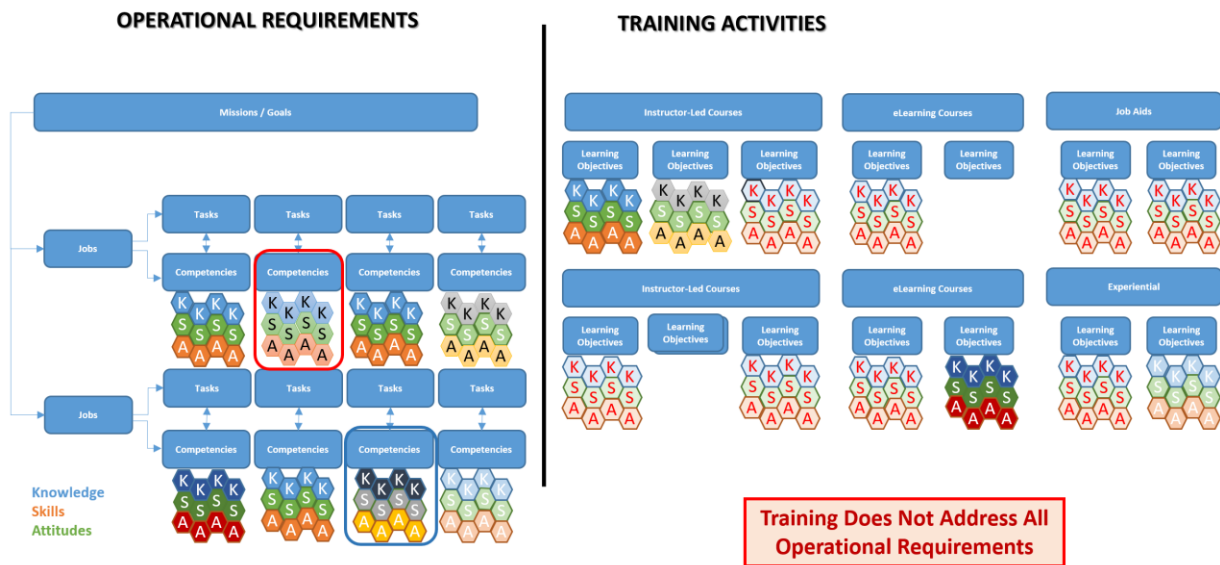 OPERATIONAL REQUIREMENTS
Missions / Goals
Jobs
Tasks
Tasks
Tasks
Tasks
Competencies
Competencies
Competencies
Competencies
K K K K
S S S S
A A A A
K K K K
S S S S
A A A A
K K K K
S S S S
A A A A
K K K K
S S S S
A A A A
Jobs
Tasks
Tasks
Tasks
Tasks
Competencies
Competencies
Competencies
Competencies
K K K K
S S S S
A A A A
K K K K
S S S S
A A A A
K K K K
S S S S
A A A A
K K K K
S S S S
A A A A
Knowledge
Skills
Attitudes
TRAINING ACTIVITIES
Instructor-Led Courses
Learning
Objectives
K K K K
S S S S
A A A A
Learning
Objectives
K K K K
S S S S
A A A A
Learning
Objectives
K K K K
S S S S
A A A A
eLearning Courses
Learning
Objectives
K K K K
S S S S
A A A A
Learning
Objectives
Job Aids
Learning
Objectives
K K K K
S S S S
A A A A
Learning
Objectives
K K K K
S S S S
A A A A
Instructor-Led Courses
Learning
Objectives
K K K K
S S S S
A A A A
Learning
Objectives
Learning
Objectives
K K K K
S S S S
A A A A
eLearning Courses
Learning
Objectives
K K K K
S S S S
A A A A
Learning
Objectives
K K K K
S S S S
A A A A
Experiential
Learning
Objectives
K K K K
S S S S
A A A A
Learning
Objectives
K K K K
S S S S
A A A A
Training Does Not Address All
Operational Requirements